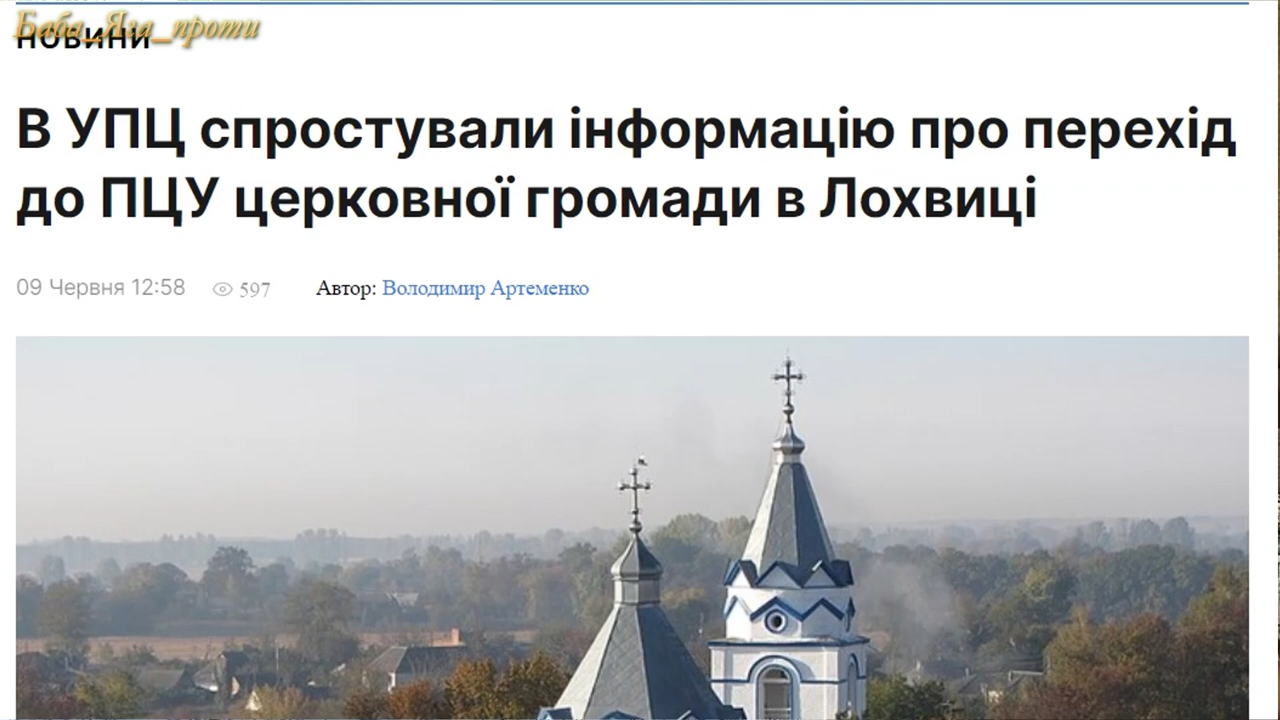 Баба_Яга_проти
НОВИНИ
В УПЦ спростували інформацію про перехід
до ПЦУ церковної громади в Лохвиці
09 Червня 12:58 597 Автор: Володимир Артеменко